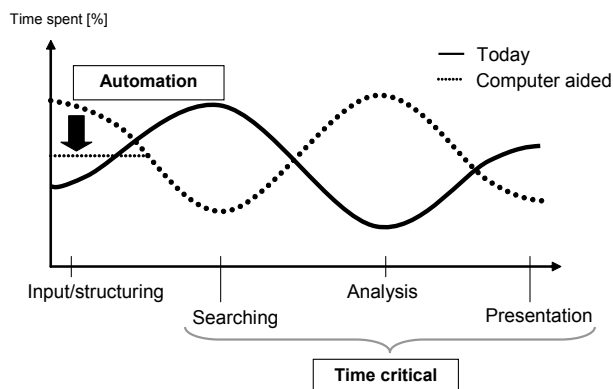 Time spent [%]
Automation
Today
Computer aided
Input/structuring
Searching
Analysis
Presentation
Time critical